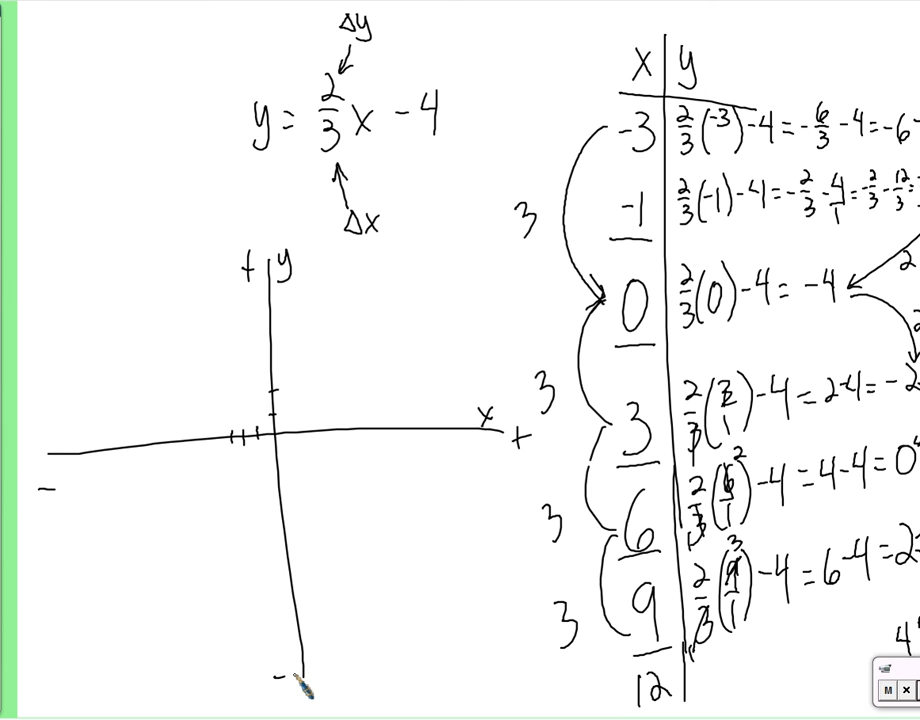 Δy
y = 2/3 x - 4
Δx
+ y
x
+
-
-
x | y
-3 | 2/3 (-3) - 4 = - 6/3 - 4 = -6
-1 | 2/3 (-1) - 4 = - 2/3 - 4/1 = - 2/3 - 12/3 =
0 | 2/3 (0) - 4 = -4
3 | 2/3 (3/1) - 4 = 2 - 4 = -2
6 | 2/3 (6/1) - 4 = 4 - 4 = 0
9 | 2/3 (9/1) - 4 = 6 - 4 = 2
12
3
3
3
3
2
M